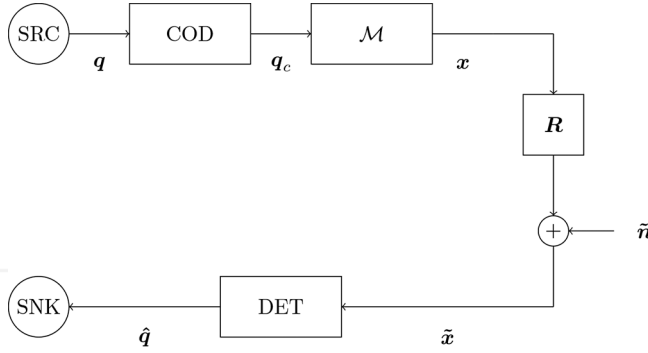 SRC COD ℳ
q q_c x
R
+ ñ
SNK DET
q̂ x̃